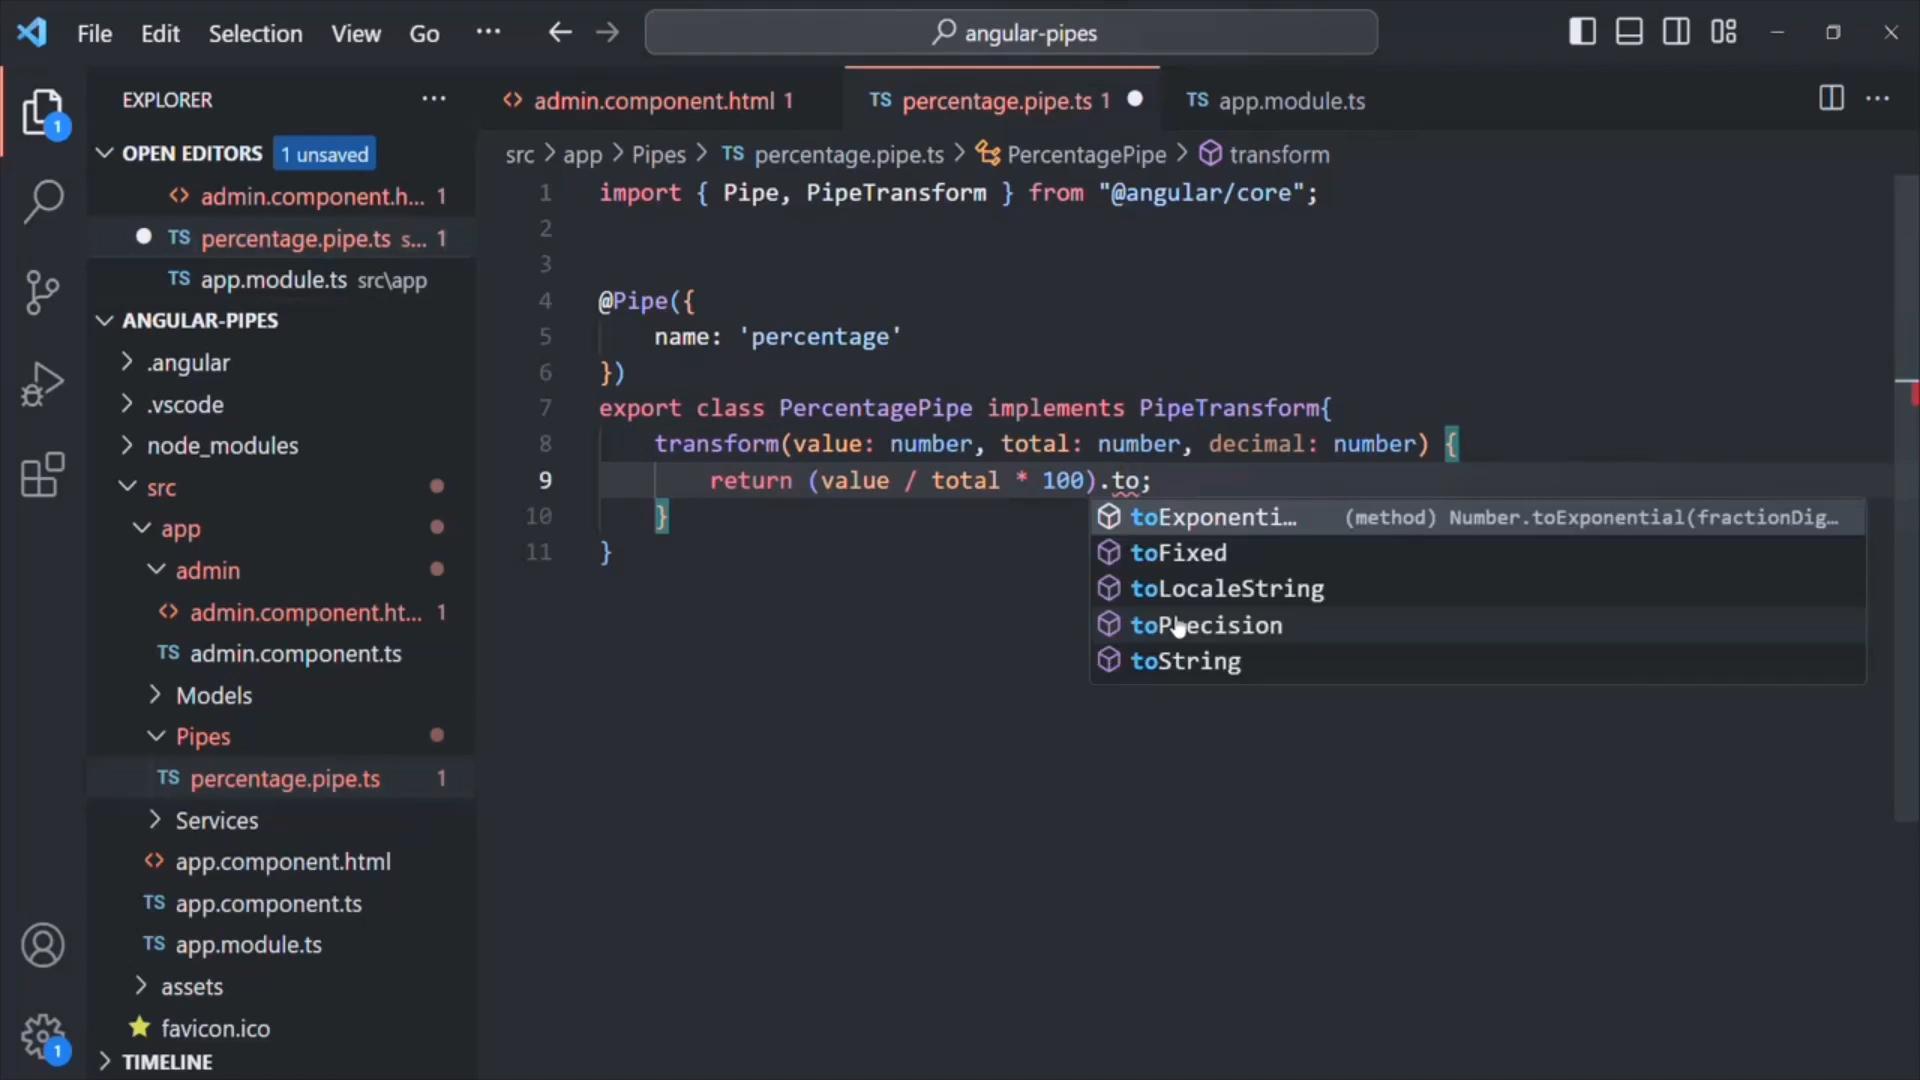 File Edit Selection View Go ··· angular-pipes
EXPLORER ···
OPEN EDITORS 1 unsaved
<> admin.component.h... 1
TS percentage.pipe.ts s... 1
TS app.module.ts src\app
ANGULAR-PIPES
.angular
.vscode
node_modules
src
app
admin
<> admin.component.ht... 1
TS admin.component.ts
Models
Pipes
TS percentage.pipe.ts 1
Services
<> app.component.html
TS app.component.ts
TS app.module.ts
assets
favicon.ico
TIMELINE
1
1
<> admin.component.html 1 TS percentage.pipe.ts 1 TS app.module.ts ···
src > app > Pipes > TS percentage.pipe.ts > PercentagePipe > transform
1 import { Pipe, PipeTransform } from "@angular/core";
2
3
4 @Pipe({
5 name: 'percentage'
6 })
7 export class PercentagePipe implements PipeTransform{
8 transform(value: number, total: number, decimal: number) {
9 return (value / total * 100).to;
10 }
11 }
toExponenti... (method) Number.toExponential(fractionDig...
toFixed
toLocaleString
toPrecision
toString